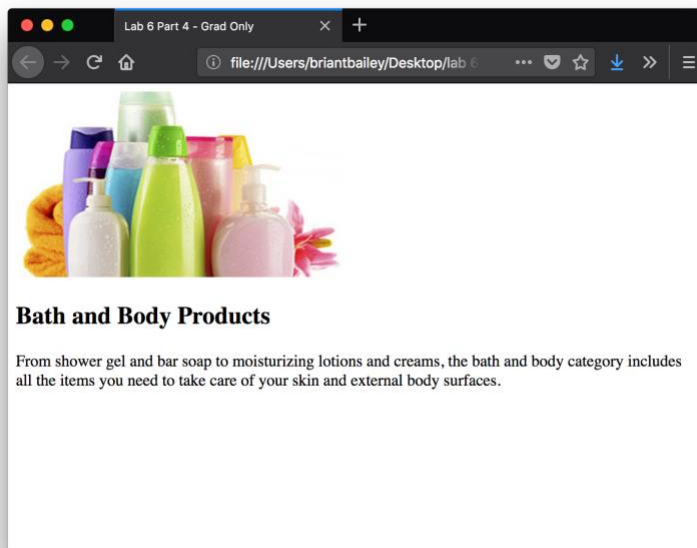 Lab 6 Part 4 - Grad Only
file:///Users/briantbailey/Desktop/lab 6
Bath and Body Products
From shower gel and bar soap to moisturizing lotions and creams, the bath and body category includes
all the items you need to take care of your skin and external body surfaces.